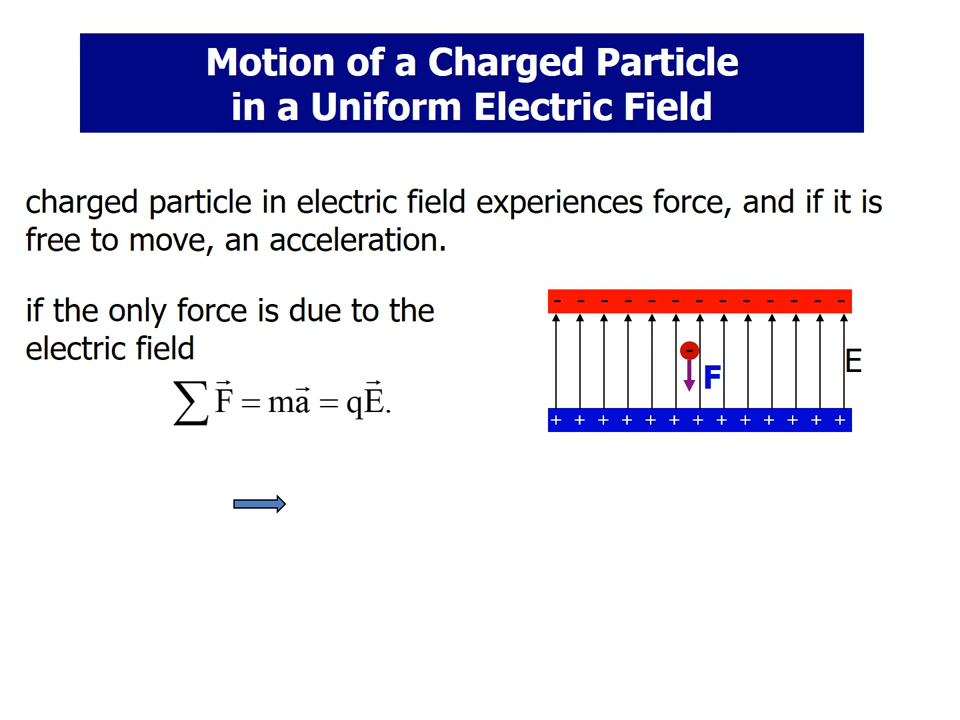 Motion of a Charged Particle
in a Uniform Electric Field
charged particle in electric field experiences force, and if it is
free to move, an acceleration.
if the only force is due to the
electric field
∑F⃗ = ma⃗ = qE⃗.
- - - - - - - - - - - - -
-
F
E
+ + + + + + + + + + + + +